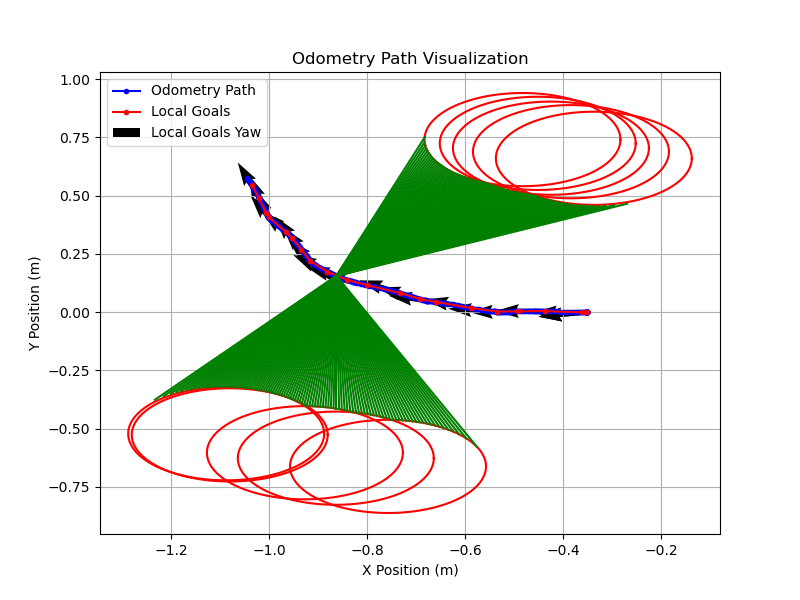 Odometry Path Visualization
Odometry Path
Local Goals
Local Goals Yaw
Y Position (m)
1.00
0.75
0.50
0.25
0.00
−0.25
−0.50
−0.75
−1.2 −1.0 −0.8 −0.6 −0.4 −0.2
X Position (m)